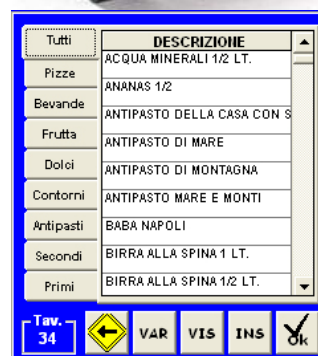 Tutti
Pizze
Bevande
Frutta
Dolci
Contorni
Antipasti
Secondi
Primi
DESCRIZIONE
ACQUA MINERALI 1/2 LT.
ANANAS 1/2
ANTIPASTO DELLA CASA CON S
ANTIPASTO DI MARE
ANTIPASTO DI MONTAGNA
ANTIPASTO MARE E MONTI
BABA NAPOLI
BIRRA ALLA SPINA 1 LT.
BIRRA ALLA SPINA 1/2 LT.
Tav.
34
VAR
VIS
INS
Ok